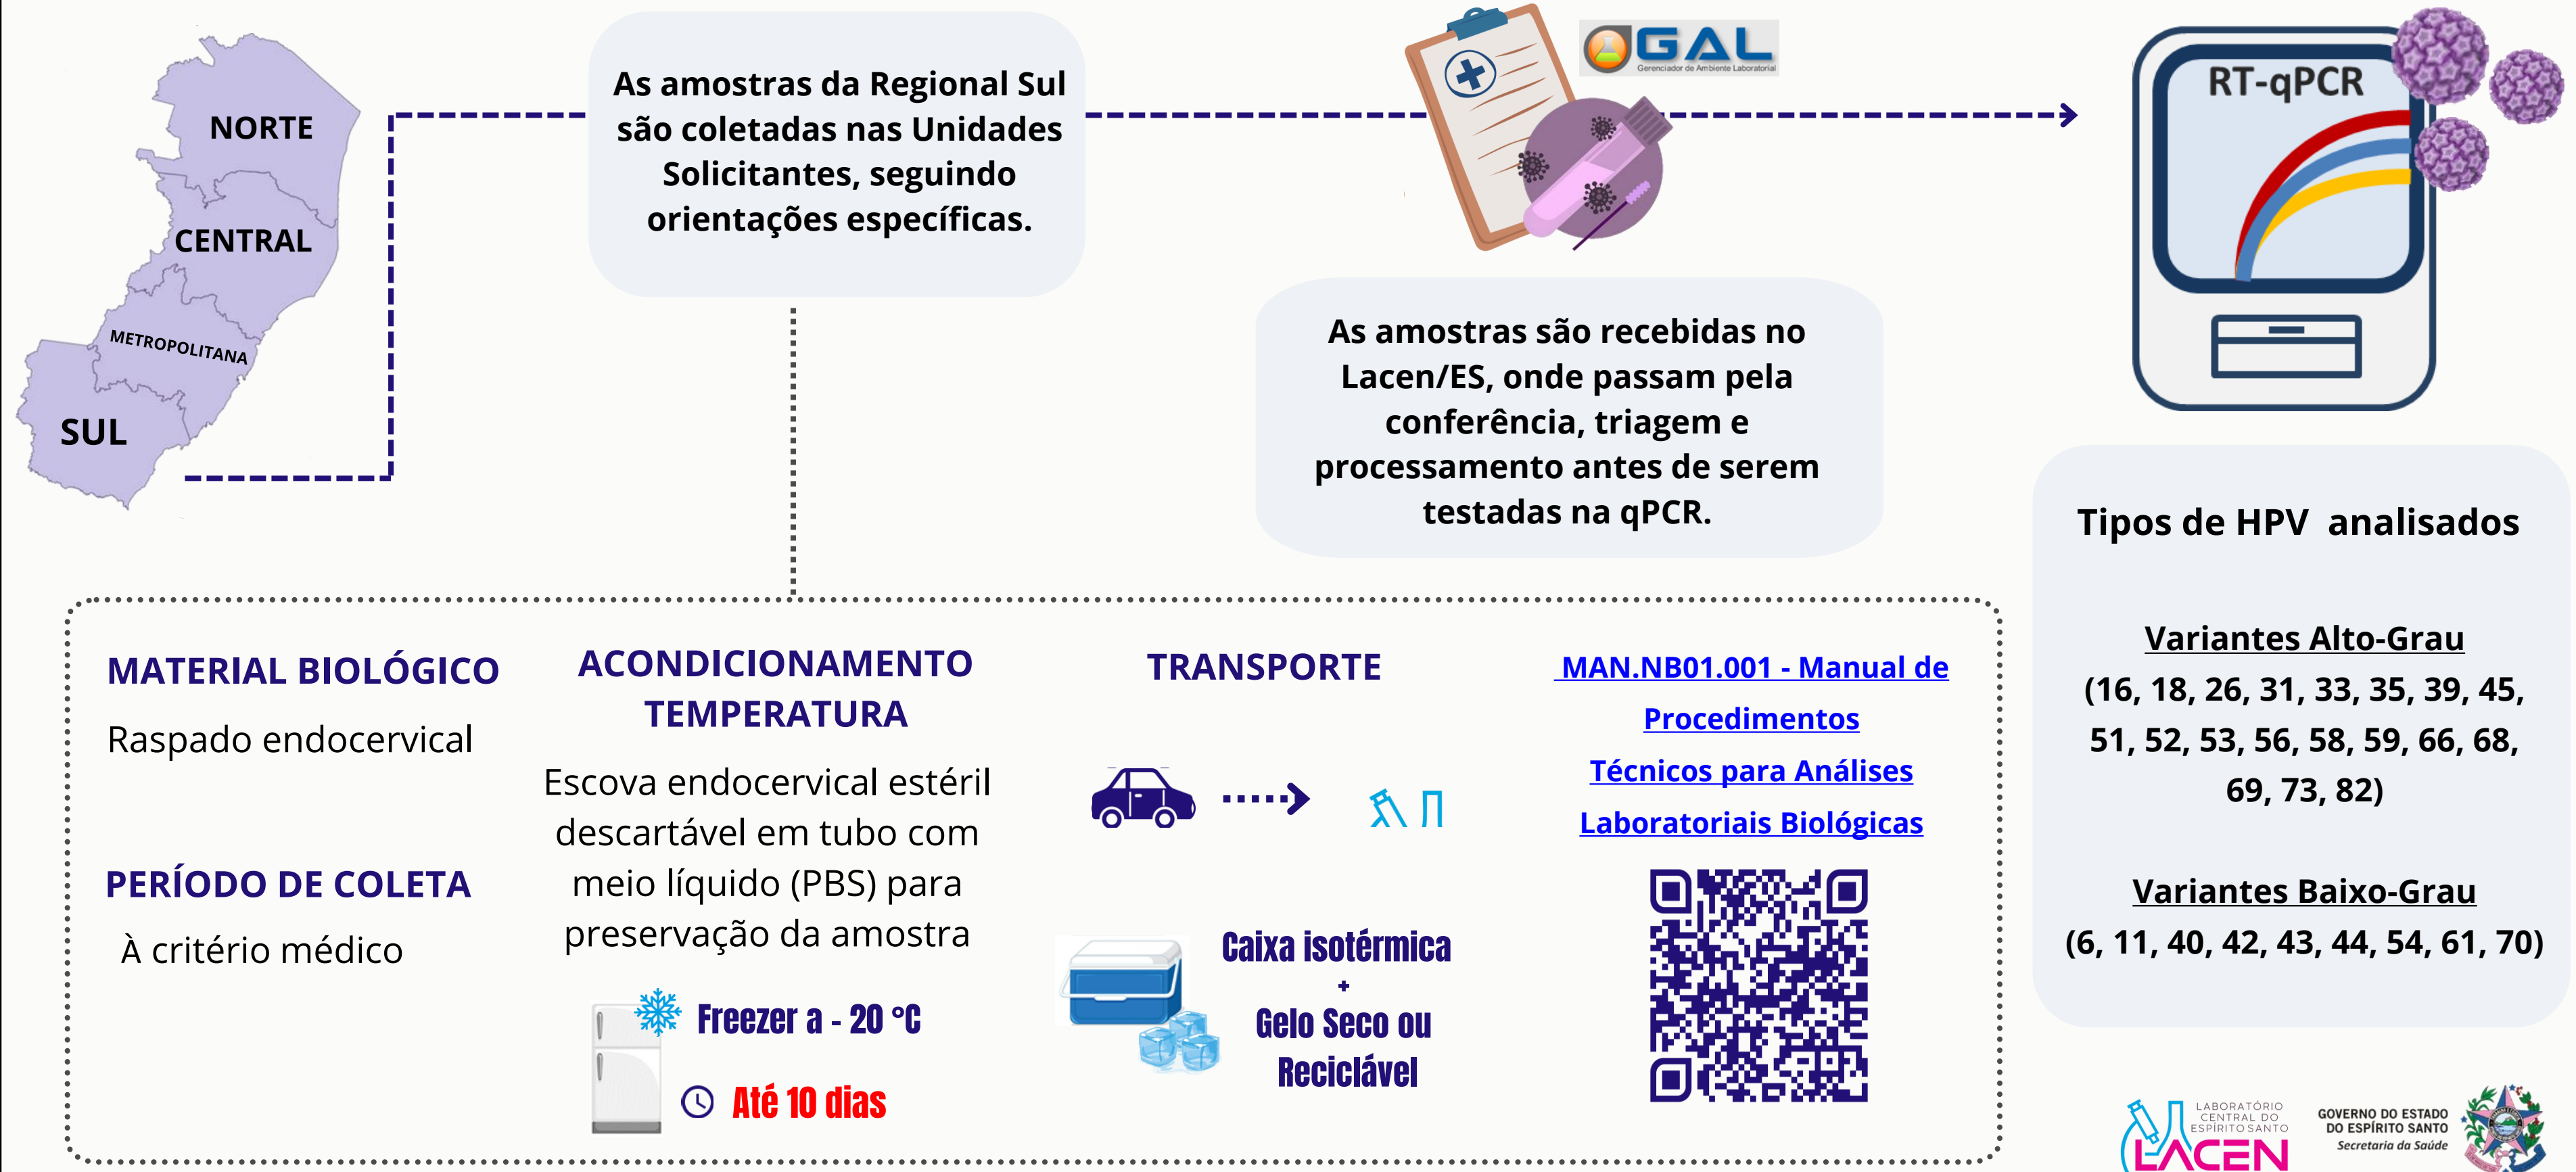 NORTE
CENTRAL
METROPOLITANA
SUL
As amostras da Regional Sul
são coletadas nas Unidades
Solicitantes, seguindo
orientações específicas.
GAL
Gerenciador de Ambiente Laboratorial
As amostras são recebidas no
Lacen/ES, onde passam pela
conferência, triagem e
processamento antes de serem
testadas na qPCR.
RT-qPCR
Tipos de HPV analisados
Variantes Alto-Grau
(16, 18, 26, 31, 33, 35, 39, 45,
51, 52, 53, 56, 58, 59, 66, 68,
69, 73, 82)
Variantes Baixo-Grau
(6, 11, 40, 42, 43, 44, 54, 61, 70)
MATERIAL BIOLÓGICO
Raspado endocervical
PERÍODO DE COLETA
À critério médico
ACONDICIONAMENTO
TEMPERATURA
Escova endocervical estéril
descartável em tubo com
meio líquido (PBS) para
preservação da amostra
Freezer a - 20 °C
Até 10 dias
TRANSPORTE
Caixa isotérmica
+
Gelo Seco ou
Reciclável
MAN.NB01.001 - Manual de
Procedimentos
Técnicos para Análises
Laboratoriais Biológicas
LABORATÓRIO
CENTRAL DO
ESPÍRITO SANTO
LACEN
GOVERNO DO ESTADO
DO ESPÍRITO SANTO
Secretaria da Saúde